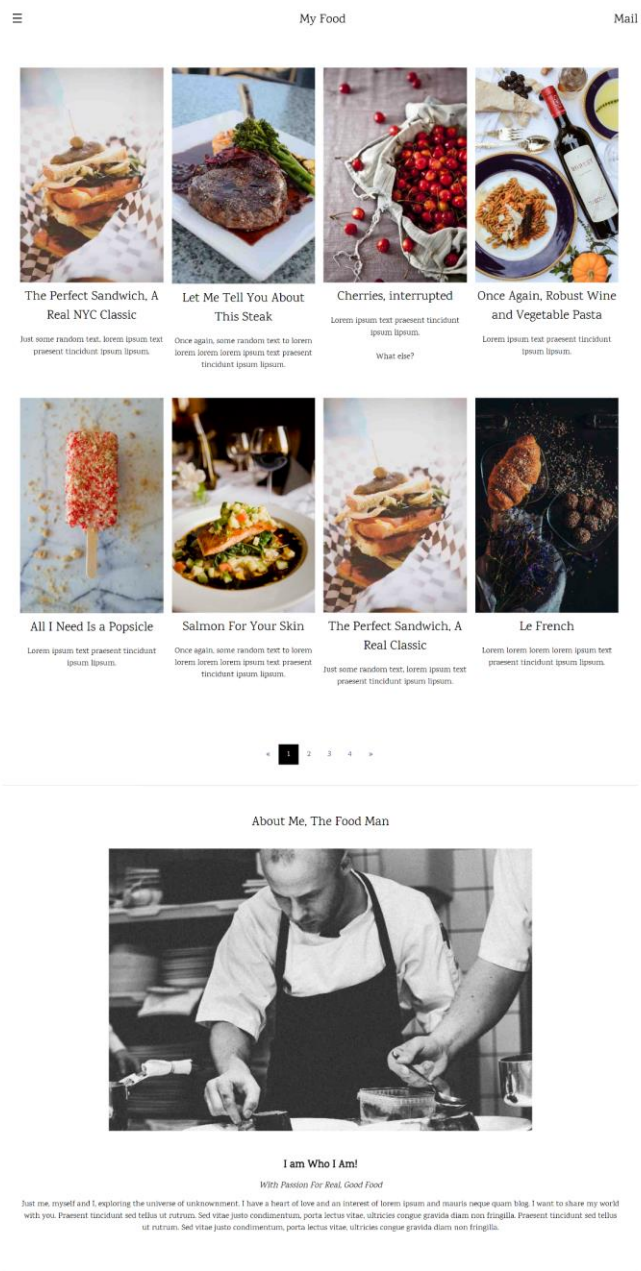 ☰ My Food Mail
The Perfect Sandwich, A
Real NYC Classic
Just some random text, lorem ipsum text
praesent tincidunt ipsum lipsum.
Let Me Tell You About
This Steak
Once again, some random text to lorem
lorem lorem lorem ipsum text praesent
tincidunt ipsum lipsum.
Cherries, interrupted
Lorem ipsum text praesent tincidunt
ipsum lipsum.
What else?
Once Again, Robust Wine
and Vegetable Pasta
Lorem ipsum text praesent tincidunt
ipsum lipsum.
All I Need Is a Popsicle
Lorem ipsum text praesent tincidunt
ipsum lipsum.
Salmon For Your Skin
Once again, some random text to lorem
lorem lorem lorem ipsum text praesent
tincidunt ipsum lipsum.
The Perfect Sandwich, A
Real Classic
Just some random text, lorem ipsum text
praesent tincidunt ipsum lipsum.
Le French
Lorem lorem lorem lorem ipsum text
praesent tincidunt ipsum lipsum.
« 1 2 3 4 »
About Me, The Food Man
I am Who I Am!
With Passion For Real, Good Food
Just me, myself and I, exploring the universe of unknownment. I have a heart of love and an interest of lorem ipsum and mauris neque quam blog. I want to share my world
with you. Praesent tincidunt sed tellus ut rutrum. Sed vitae justo condimentum, porta lectus vitae, ultricies congue gravida diam non fringilla. Praesent tincidunt sed tellus
ut rutrum. Sed vitae justo condimentum, porta lectus vitae, ultricies congue gravida diam non fringilla.